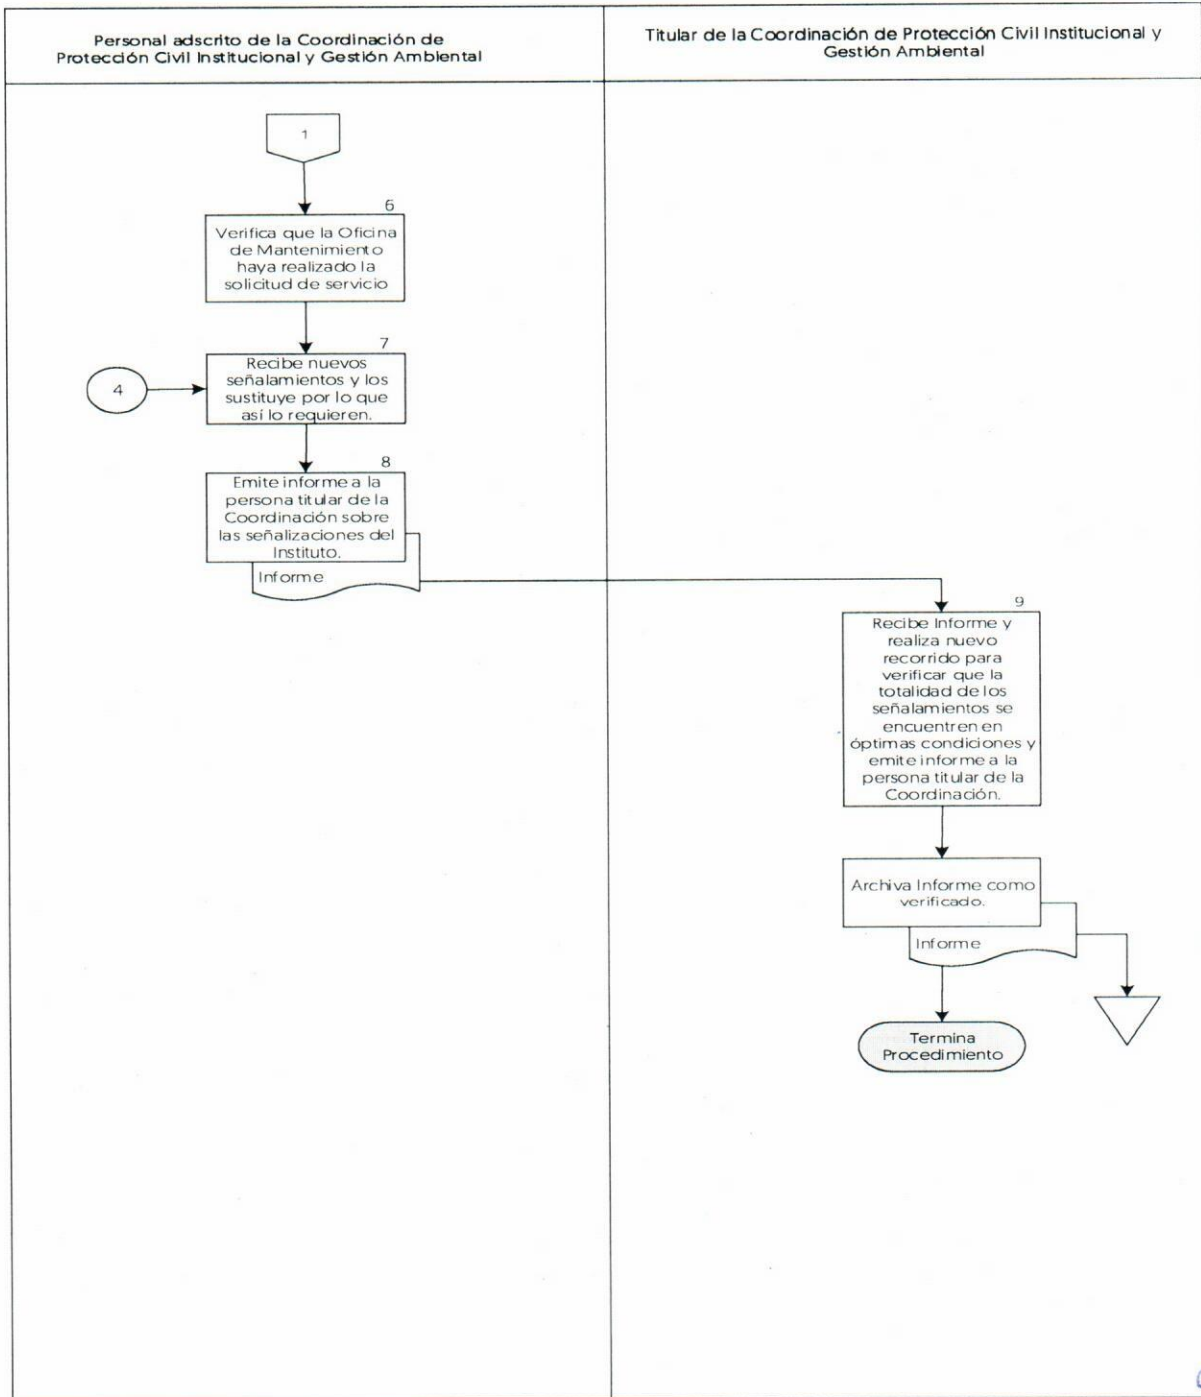 Personal adscrito de la Coordinación de
Protección Civil Institucional y Gestión Ambiental
Titular de la Coordinación de Protección Civil Institucional y
Gestión Ambiental
1
6
Verifica que la Oficina
de Mantenimiento
haya realizado la
solicitud de servicio
7
4
Recibe nuevos
señalamientos y los
sustituye por lo que
así lo requieren.
8
Emite informe a la
persona titular de la
Coordinación sobre
las señalizaciones del
Instituto.
Informe
9
Recibe Informe y
realiza nuevo
recorrido para
verificar que la
totalidad de los
señalamientos se
encuentren en
óptimas condiciones y
emite informe a la
persona titular de la
Coordinación.
Archiva Informe como
verificado.
Informe
Termina
Procedimiento